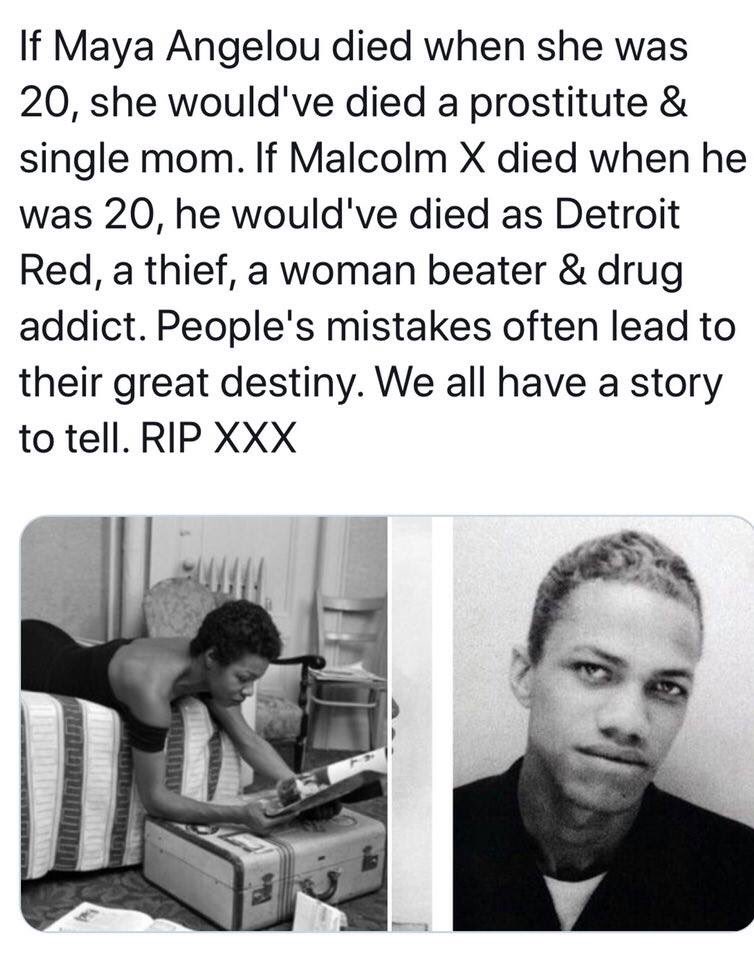 If Maya Angelou died when she was
20, she would've died a prostitute &
single mom. If Malcolm X died when he
was 20, he would've died as Detroit
Red, a thief, a woman beater & drug
addict. People's mistakes often lead to
their great destiny. We all have a story
to tell. RIP XXX